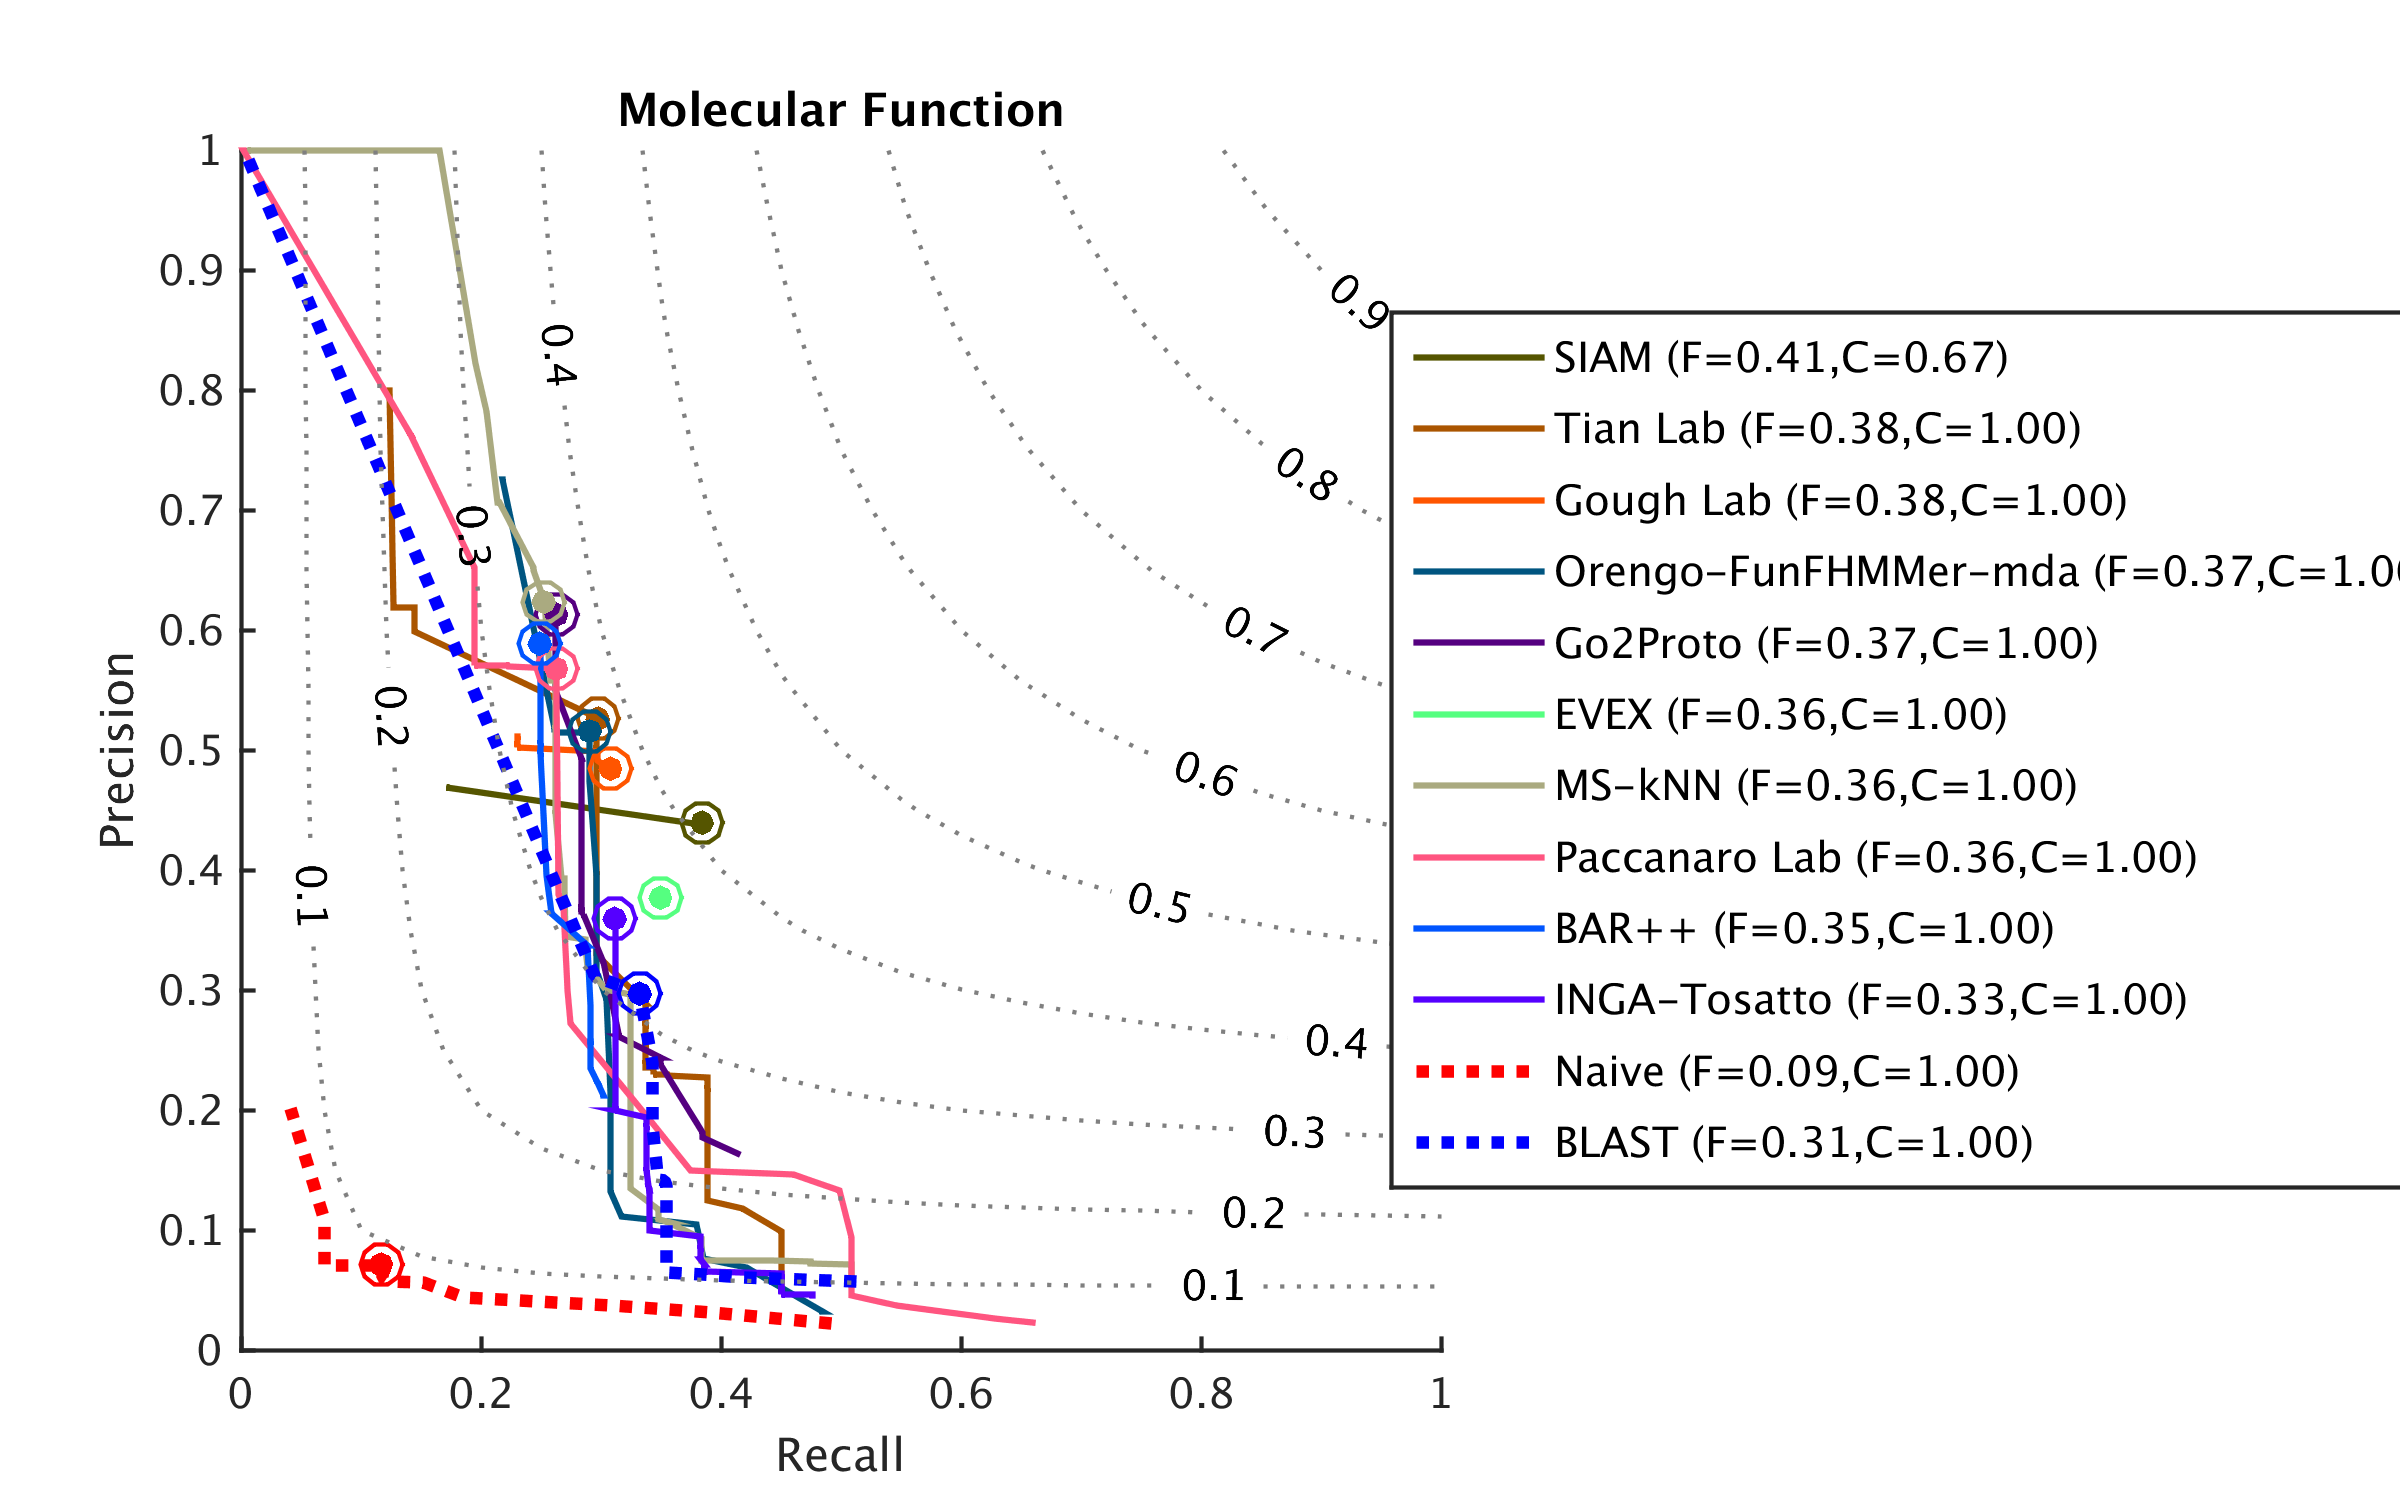 Molecular Function
Precision
1
0.9
0.8
0.7
0.6
0.5
0.4
0.3
0.2
0.1
0
0 0.2 0.4 0.6 0.8 1
Recall
0.1
0.2
0.3
0.4
0.9
0.8
0.7
0.6
0.5
0.4
0.3
0.2
0.1
SIAM (F=0.41,C=0.67)
Tian Lab (F=0.38,C=1.00)
Gough Lab (F=0.38,C=1.00)
Orengo-FunFHMMer-mda (F=0.37,C=1.0
Go2Proto (F=0.37,C=1.00)
EVEX (F=0.36,C=1.00)
MS-kNN (F=0.36,C=1.00)
Paccanaro Lab (F=0.36,C=1.00)
BAR++ (F=0.35,C=1.00)
INGA-Tosatto (F=0.33,C=1.00)
Naive (F=0.09,C=1.00)
BLAST (F=0.31,C=1.00)